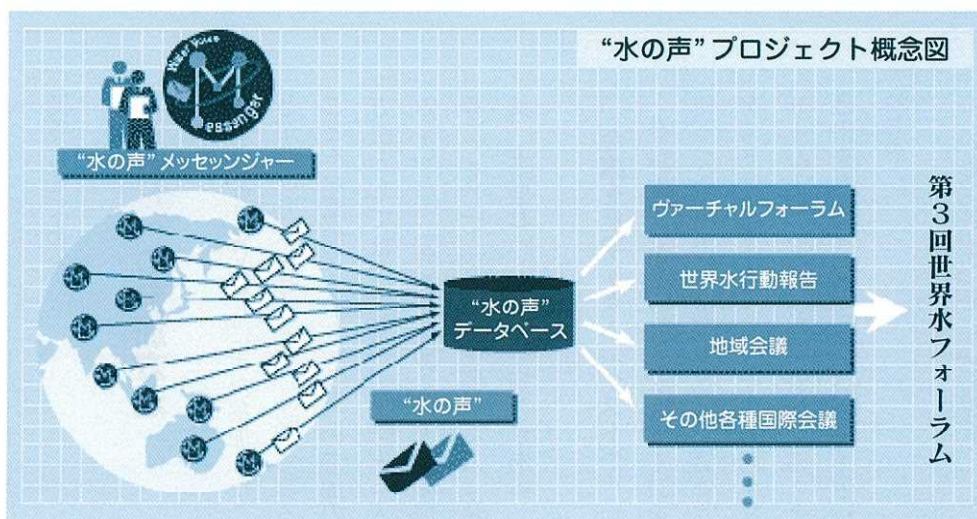 “水の声”プロジェクト概念図
Water Voice
Messenger
“水の声”メッセッンジャー
“水の声”
データベース
“水の声”
ヴァーチャルフォーラム
世界水行動報告
地域会議
その他各種国際会議
第3回世界水フォーラム